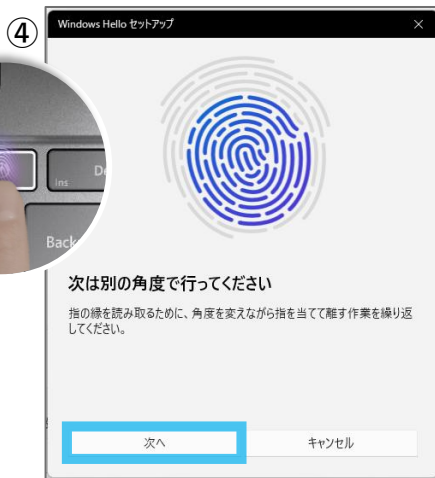 ④
Windows Hello セットアップ
Ins
De
Back
次は別の角度で行ってください
指の縁を読み取るために、角度を変えながら指を当てて離す作業を繰り返
してください。
次へ
キャンセル